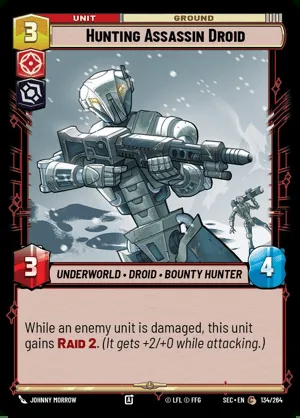 UNIT GROUND
3 HUNTING ASSASSIN DROID
3 4
UNDERWORLD • DROID • BOUNTY HUNTER
While an enemy unit is damaged, this unit
gains RAID 2. (It gets +2/+0 while attacking.)
JOHNNY MORROW © LFL © FFG SEC • EN C 134/264